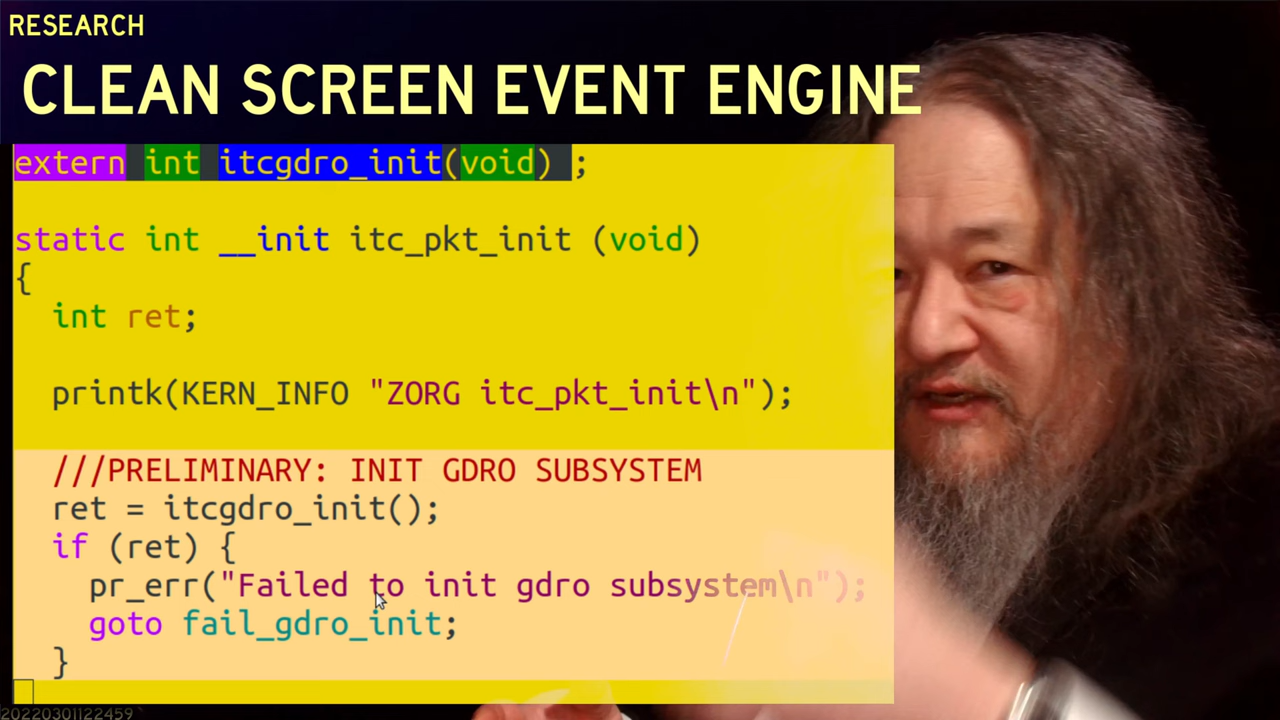 RESEARCH
CLEAN SCREEN EVENT ENGINE
extern int itcgdro_init(void) ;
static int __init itc_pkt_init (void)
{
int ret;
printk(KERN_INFO "ZORG itc_pkt_init\n");
///PRELIMINARY: INIT GDRO SUBSYSTEM
ret = itcgdro_init();
if (ret) {
pr_err("Failed to init gdro subsystem\n");
goto fail_gdro_init;
}
20220301122459